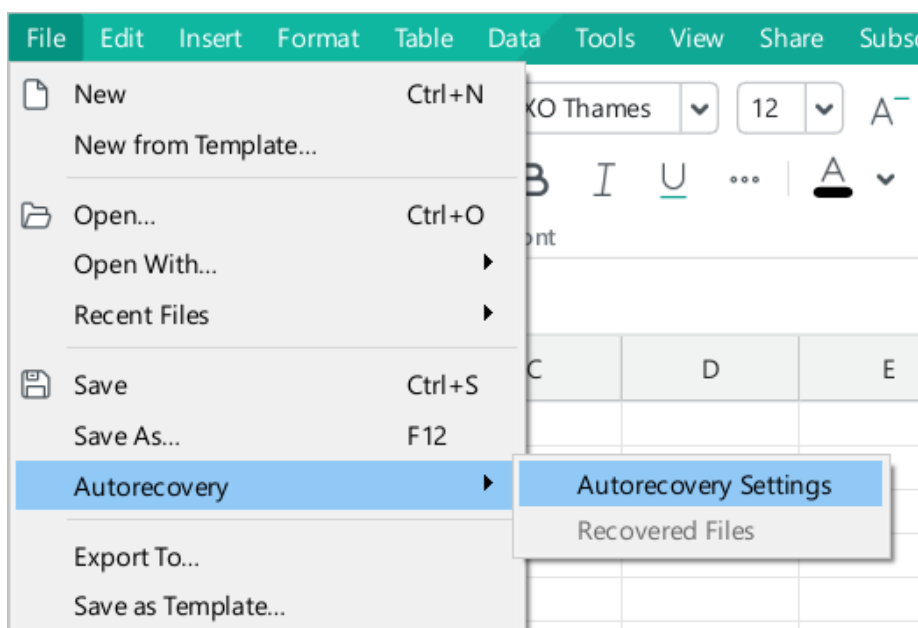 File Edit Insert Format Table Data Tools View Share
New Ctrl+N
XO Thames 12 A
New from Template...
B I U A
Open... Ctrl+O
Open With...
Recent Files
Save Ctrl+S
C D E
Save As... F12
Autorecovery
Autorecovery Settings
Recovered Files
Export To...
Save as Template...